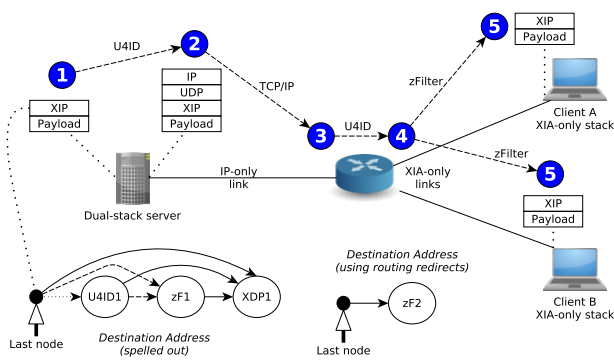 1
U4ID
2
TCP/IP
3
U4ID
4
zFilter
5
zFilter
5
XIP
Payload
IP
UDP
XIP
Payload
XIP
Payload
Client A
XIA-only stack
XIP
Payload
Client B
XIA-only stack
Dual-stack server
IP-only
link
XIA-only
links
Last node
U4ID1
zF1
XDP1
Destination Address
(spelled out)
Destination Address
(using routing redirects)
zF2
Last node